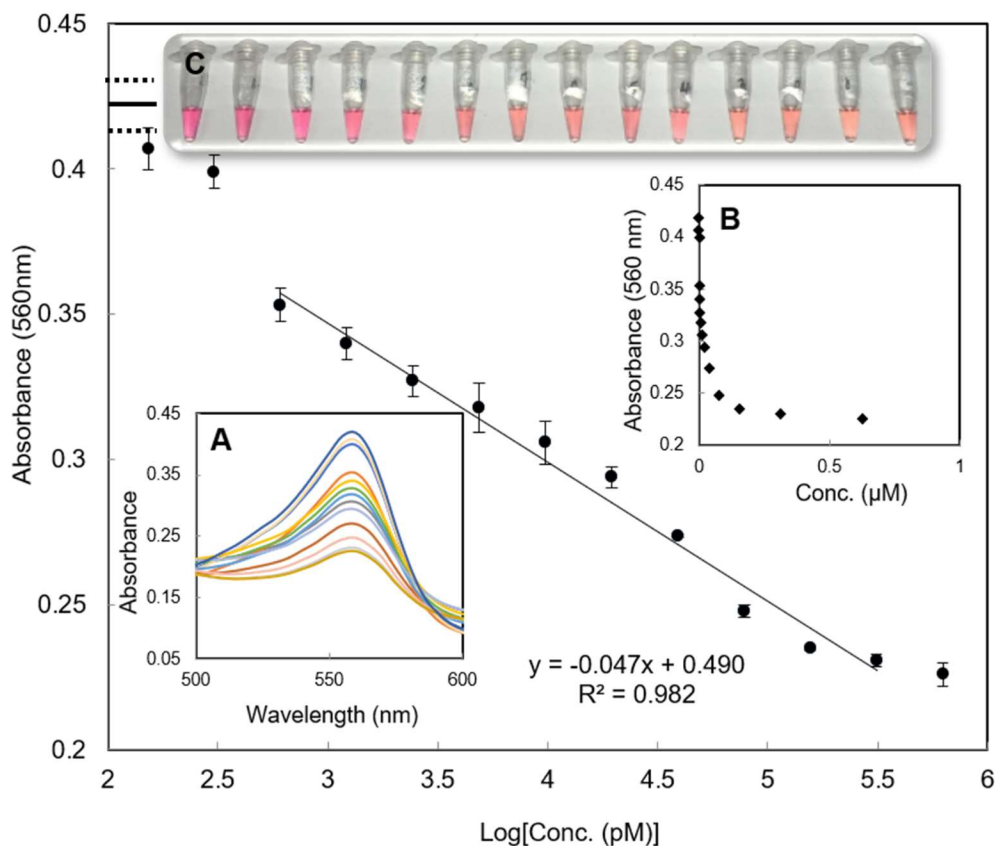 0.45
0.4
0.35
0.3
0.25
0.2
2
2.5
3
3.5
4
4.5
5
5.5
6
Absorbance (560nm)
Log[Conc. (pM)]
C
B
0.45
0.4
0.35
0.3
0.25
0.2
0
0.5
1
Absorbance (560 nm)
Conc. (µM)
A
0.45
0.35
0.25
0.15
0.05
500
550
600
Absorbance
Wavelength (nm)
y = -0.047x + 0.490
R² = 0.982